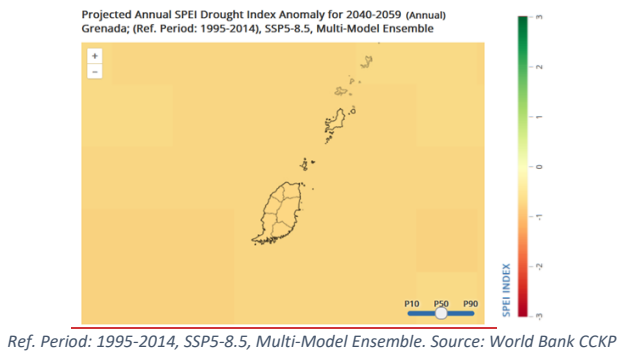 Projected Annual SPEI Drought Index Anomaly for 2040-2059 (Annual)
Grenada; (Ref. Period: 1995-2014), SSP5-8.5, Multi-Model Ensemble
+
−
3
2
1
0
-1
-2
-3
SPEI INDEX
P10 P50 P90
Ref. Period: 1995-2014, SSP5-8.5, Multi-Model Ensemble. Source: World Bank CCKP